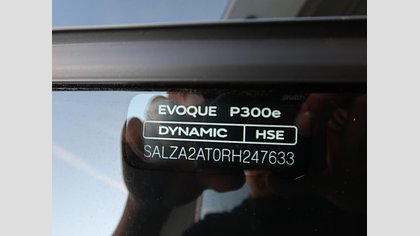 EVOQUE P300e
DYNAMIC HSE
SALZA2AT0RH247633